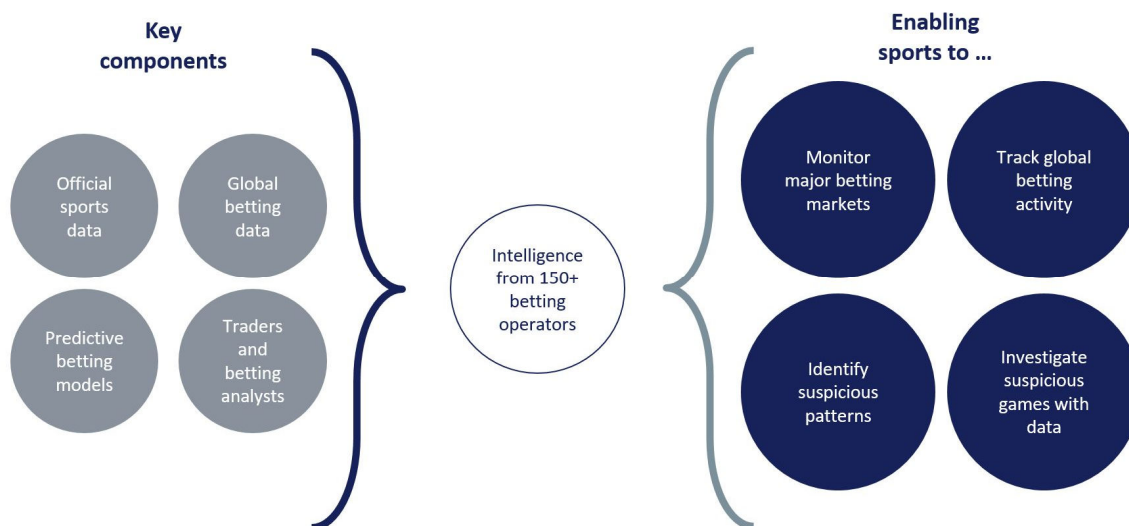 Key
components
Official
sports
data
Global
betting
data
Predictive
betting
models
Traders
and
betting
analysts
Intelligence
from 150+
betting
operators
Enabling
sports to ...
Monitor
major betting
markets
Track global
betting
activity
Identify
suspicious
patterns
Investigate
suspicious
games with
data